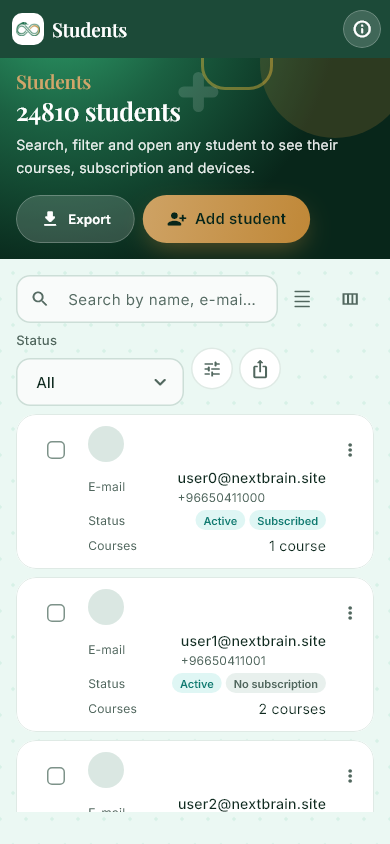 Students
Students
24810 students
Search, filter and open any student to see their
courses, subscription and devices.
Export
Add student
Search by name, e-mai...
Status
All
E-mail
user0@nextbrain.site
+96650411000
Status
Active
Subscribed
Courses
1 course
E-mail
user1@nextbrain.site
+96650411001
Status
Active
No subscription
Courses
2 courses
E-mail
user2@nextbrain.site